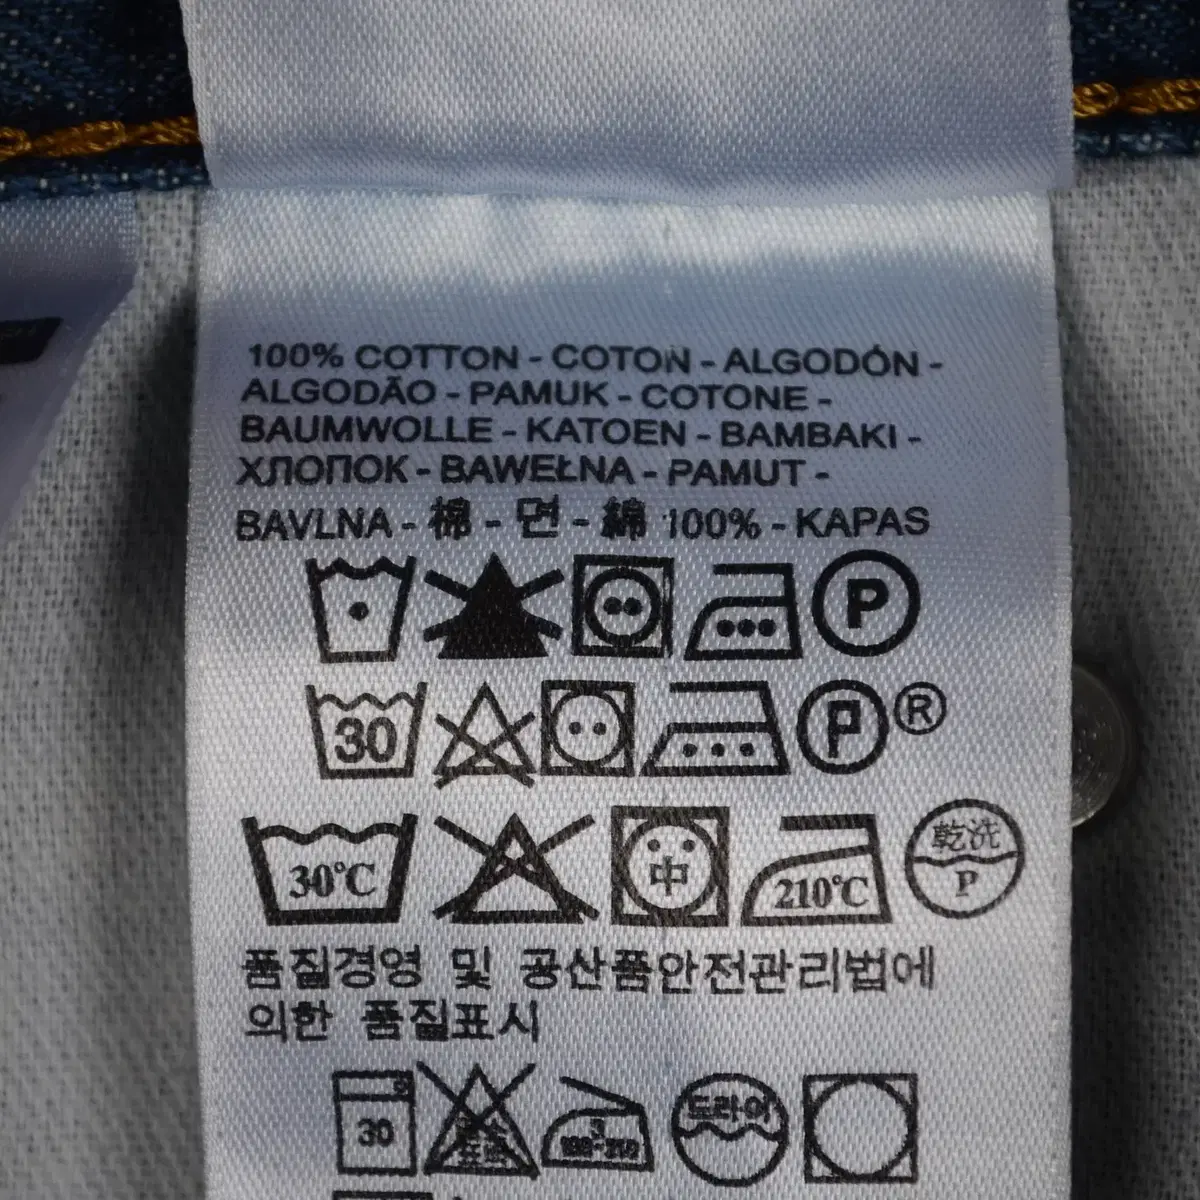 100% COTTON - COTON - ALGODÓN -
ALGODÃO - PAMUK - COTONE -
BAUMWOLLE - KATOEN - BAMBAKI -
ХЛОПОК - BAWEŁNA - PAMUT -
BAVLNA - 棉 - 면 - 綿 100% - KAPAS
P
30 P ®
30℃ 中 210℃ 乾洗 P
품질경영 및 공산품안전관리법에
의한 품질표시
30 3 드라이